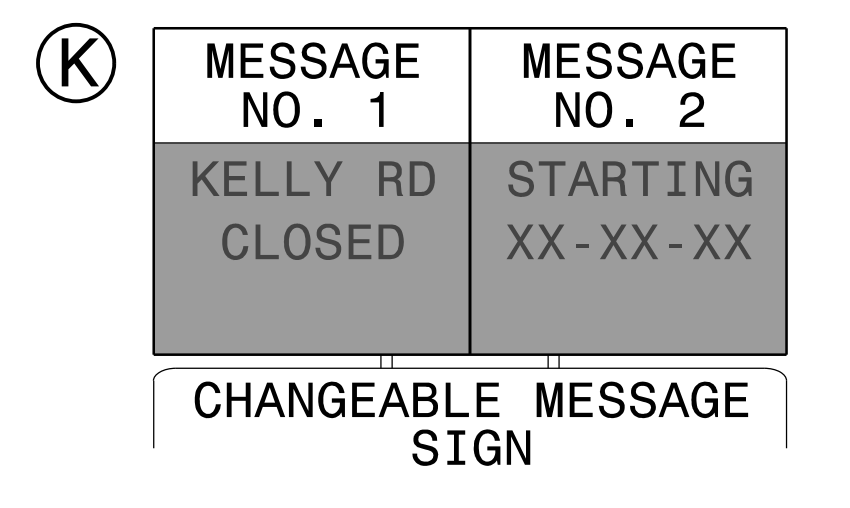 K
MESSAGE
NO. 1
MESSAGE
NO. 2
KELLY RD
CLOSED
STARTING
XX-XX-XX
CHANGEABLE MESSAGE
SIGN